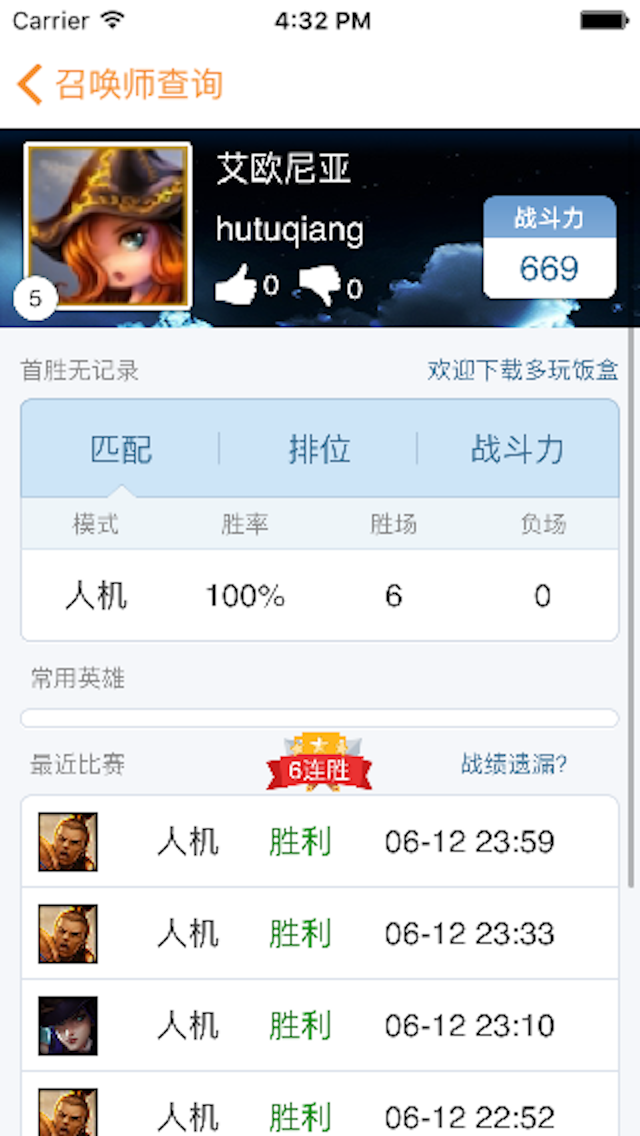 Carrier 4:32 PM
召唤师查询
艾欧尼亚
hutuqiang
0 0
5
战斗力
669
首胜无记录 欢迎下载多玩饭盒
匹配 排位 战斗力
模式 胜率 胜场 负场
人机 100% 6 0
常用英雄
最近比赛 6连胜 战绩遗漏?
人机 胜利 06-12 23:59
人机 胜利 06-12 23:33
人机 胜利 06-12 23:10
人机 胜利 06-12 22:52